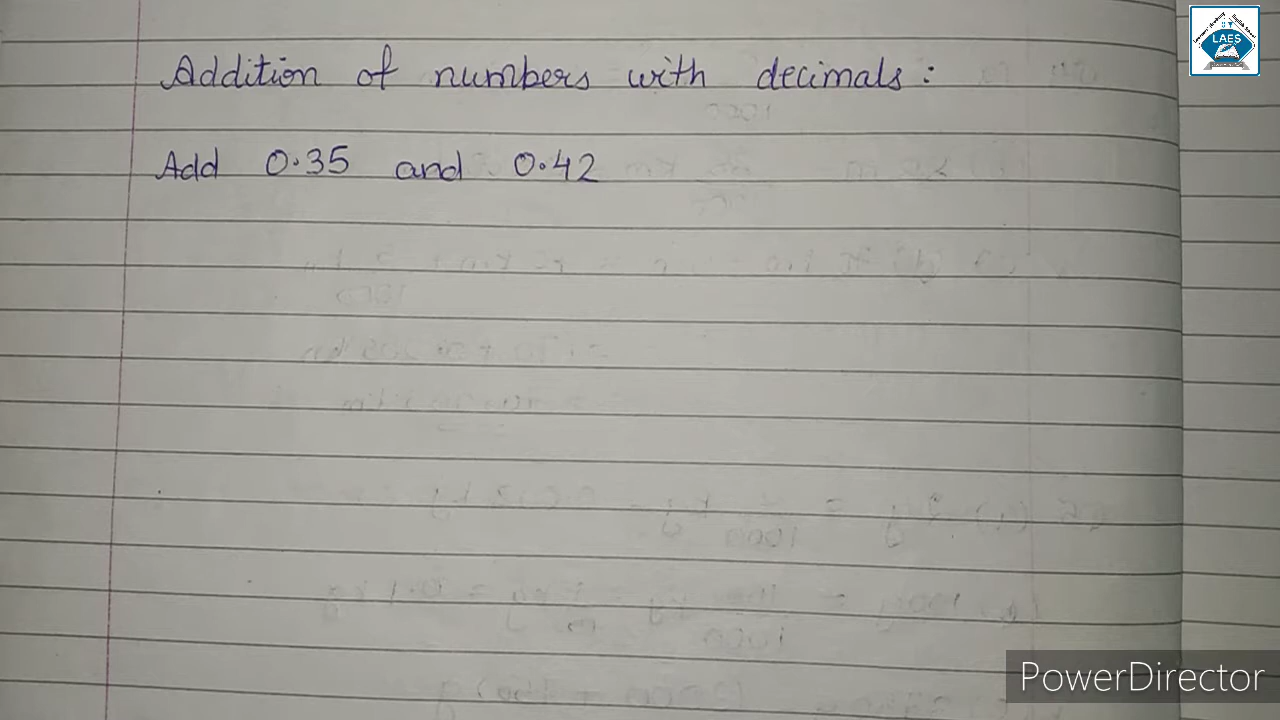 LAES
Addition of numbers with decimals:
Add 0.35 and 0.42
PowerDirector